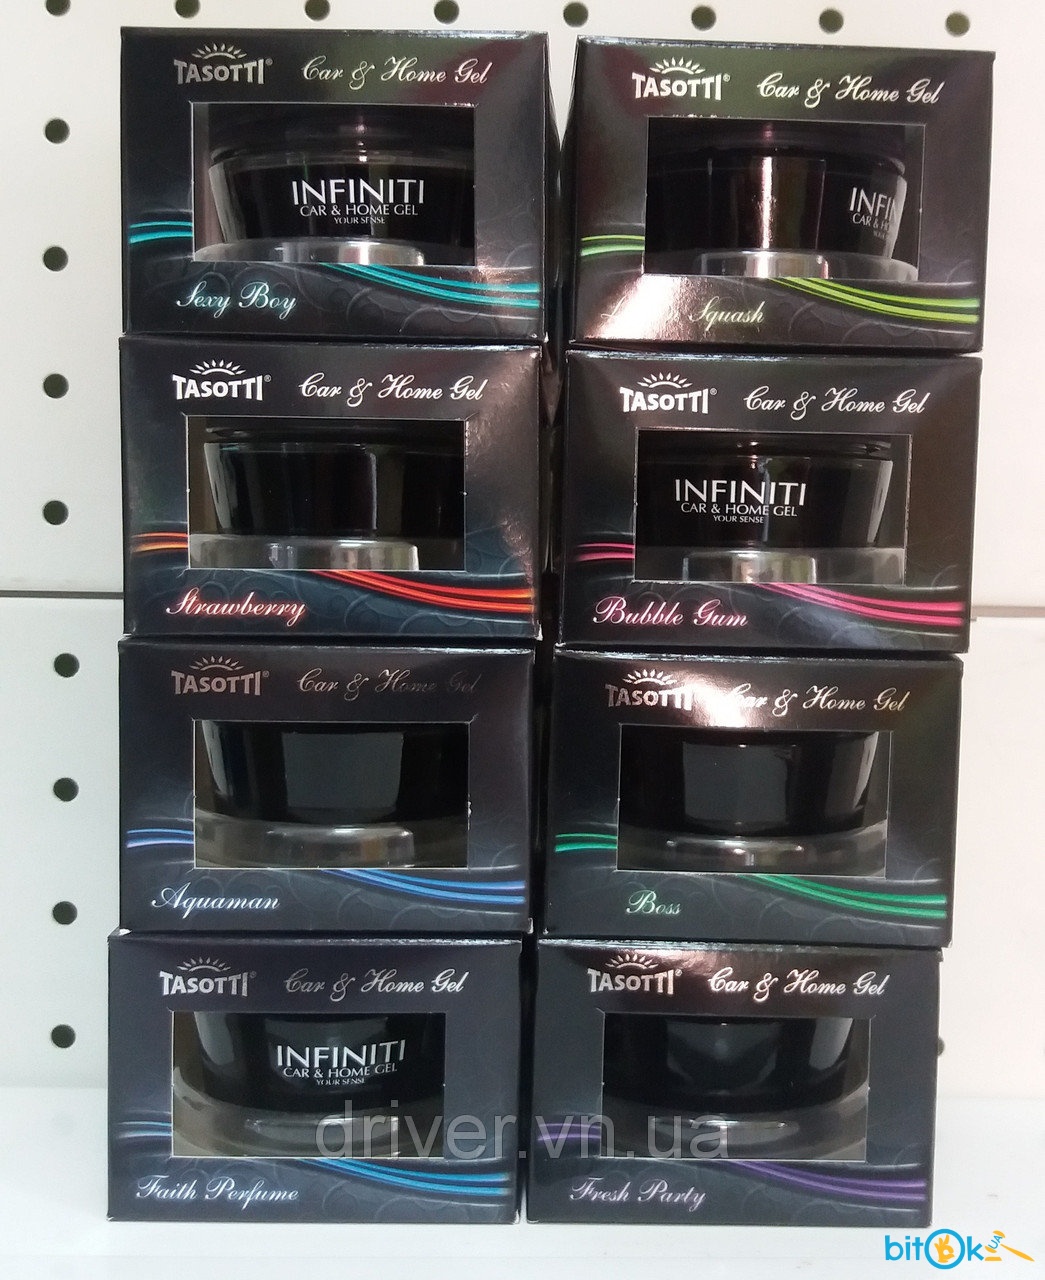 TASOTTI® Car & Home Gel
INFINITI
CAR & HOME GEL
YOUR SENSE
Sexy Boy
TASOTTI® Car & Home Gel
INFIN
CAR & H
Squash
TASOTTI® Car & Home Gel
Strawberry
TASOTTI® Car & Home Gel
INFINITI
CAR & HOME GEL
YOUR SENSE
Bubble Gum
TASOTTI® Car & Home Gel
Aquaman
TASOTTI Car & Home Gel
Boss
TASOTTI® Car & Home Gel
INFINITI
CAR & HOME GEL
YOUR SENSE
Faith Perfume
TASOTTI® Car & Home Gel
Fresh Party
driver.vn.ua
bitok.UA